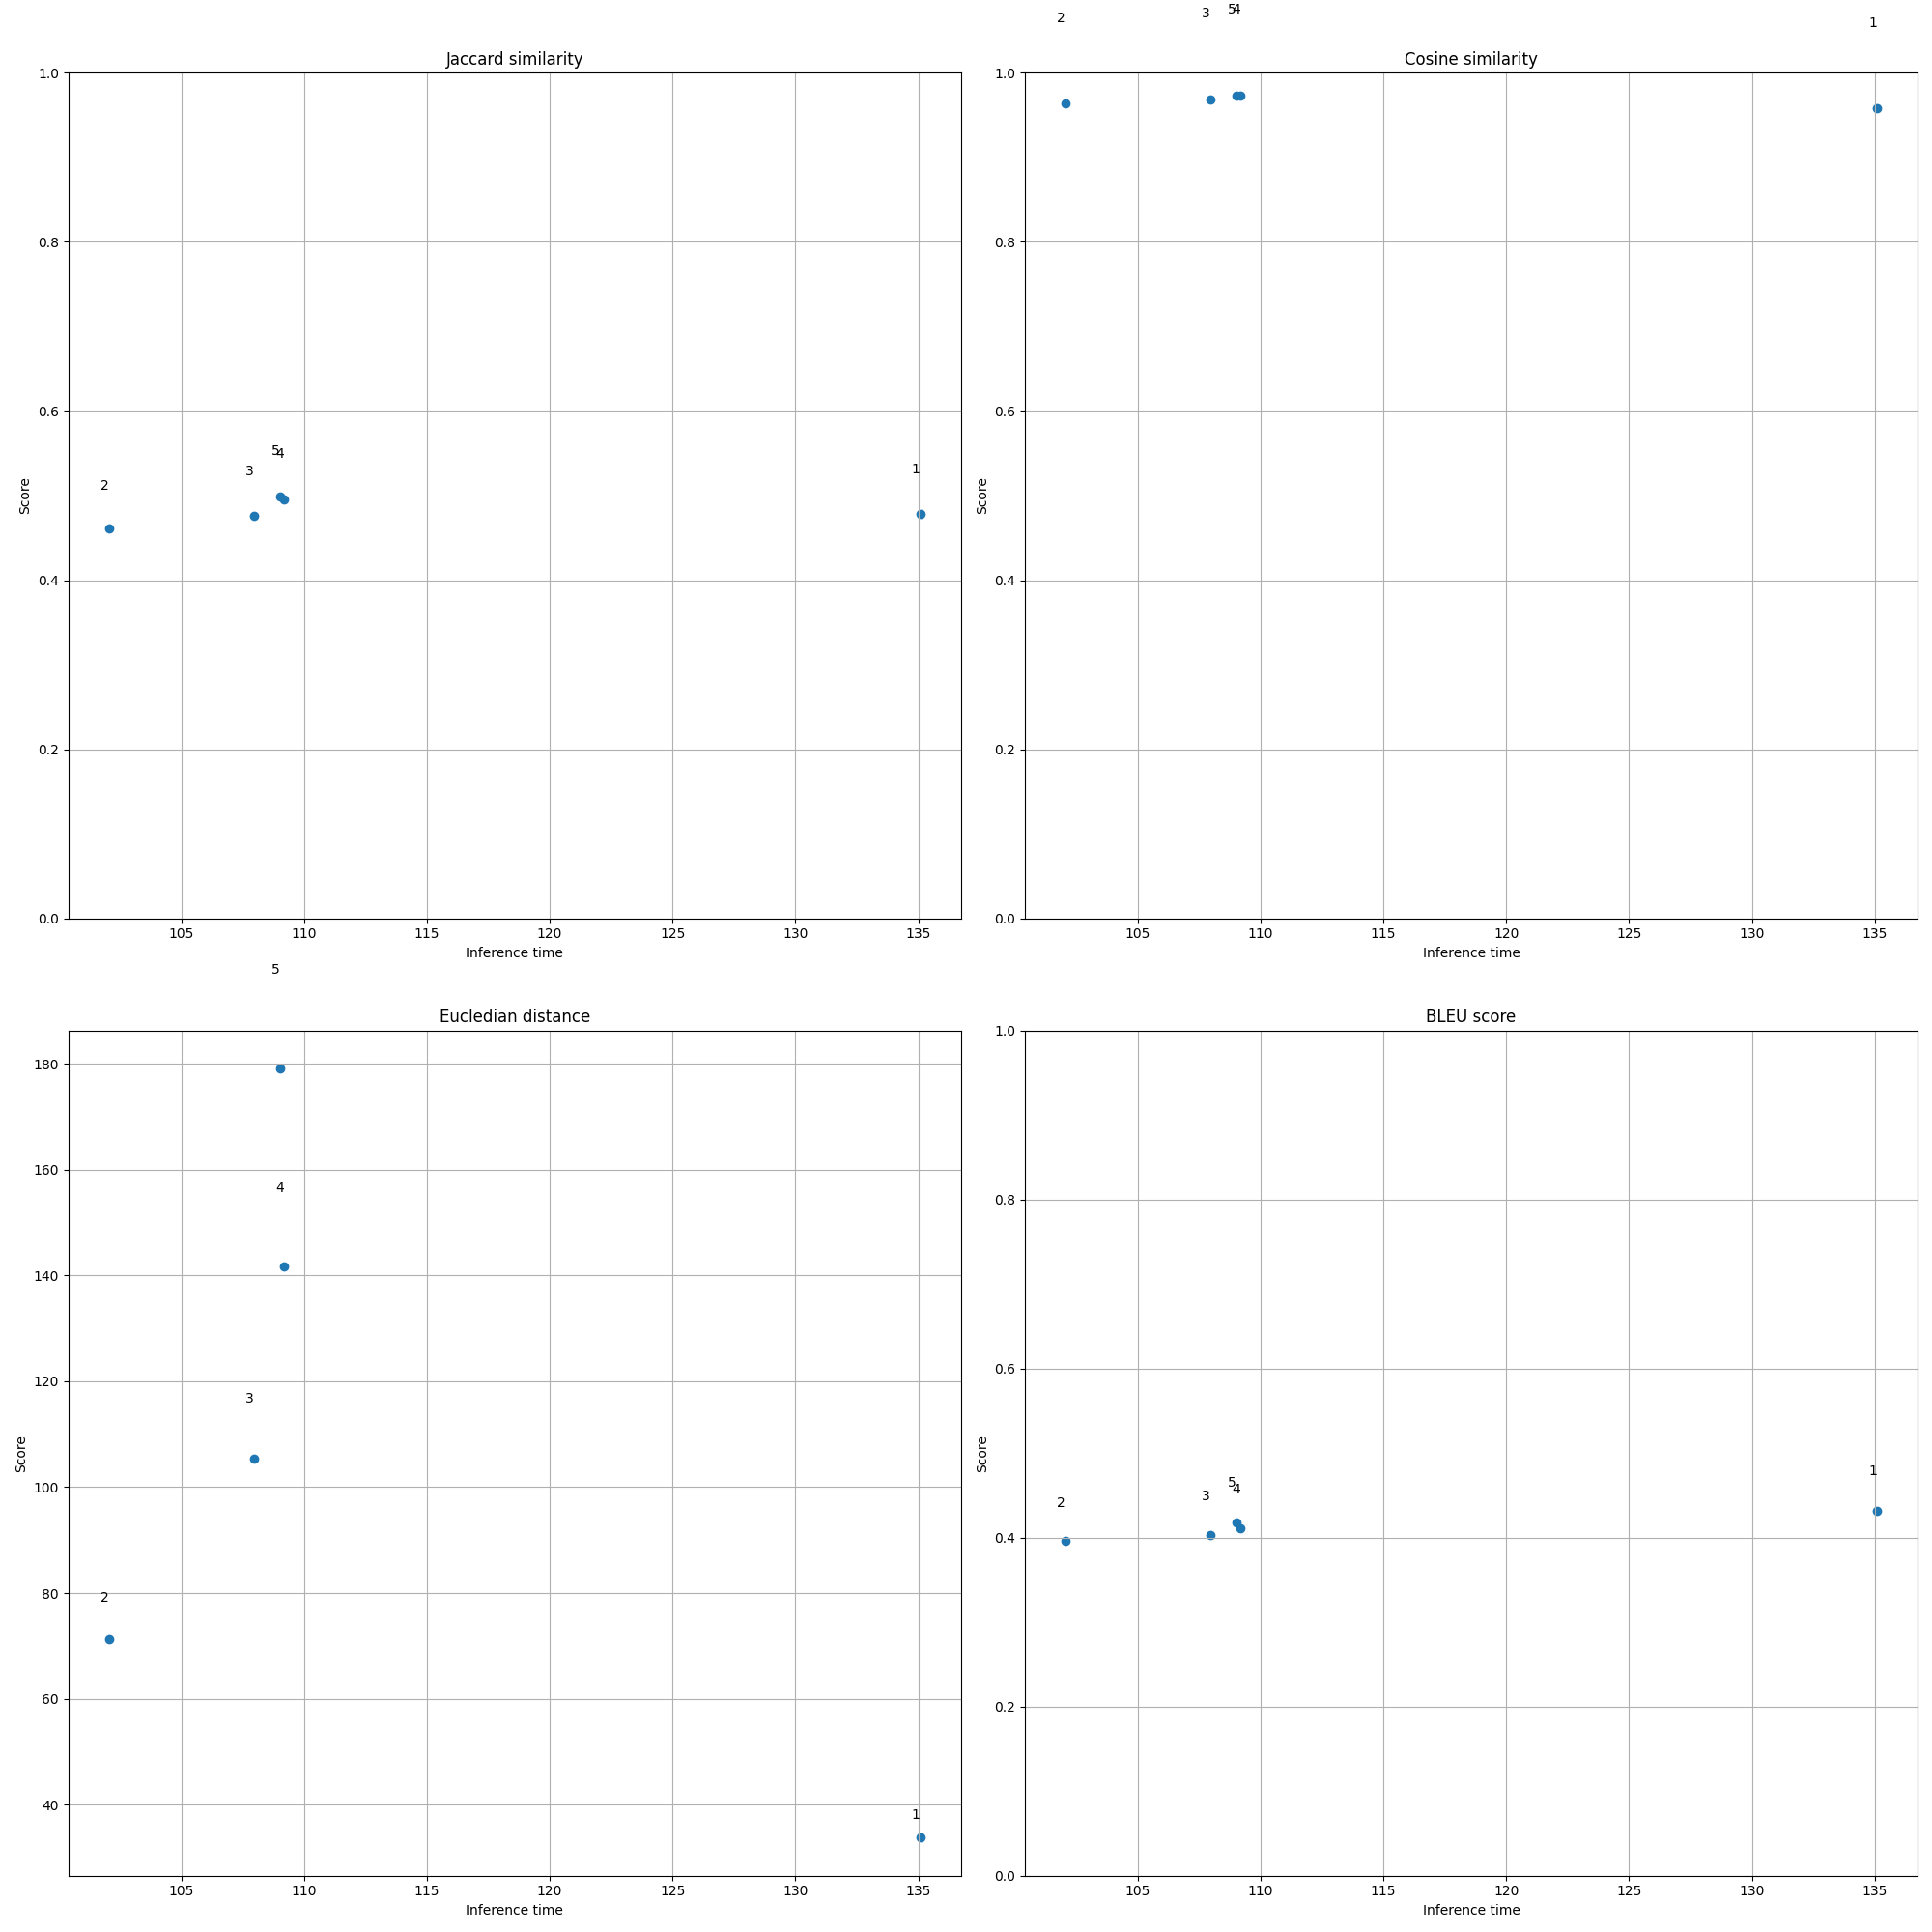 2 3 5 4 1
Jaccard similarity
Cosine similarity
1.0
0.8
0.6
0.4
0.2
0.0
Score
2 3 5 4 1
105 110 115 120 125 130 135
Inference time
1.0
0.8
0.6
0.4
0.2
0.0
Score
105 110 115 120 125 130 135
Inference time
5
Eucledian distance
BLEU score
180
160
140
120
100
80
60
40
Score
4
3
2
1
105 110 115 120 125 130 135
Inference time
1.0
0.8
0.6
0.4
0.2
0.0
Score
2 3 5 4 1
105 110 115 120 125 130 135
Inference time